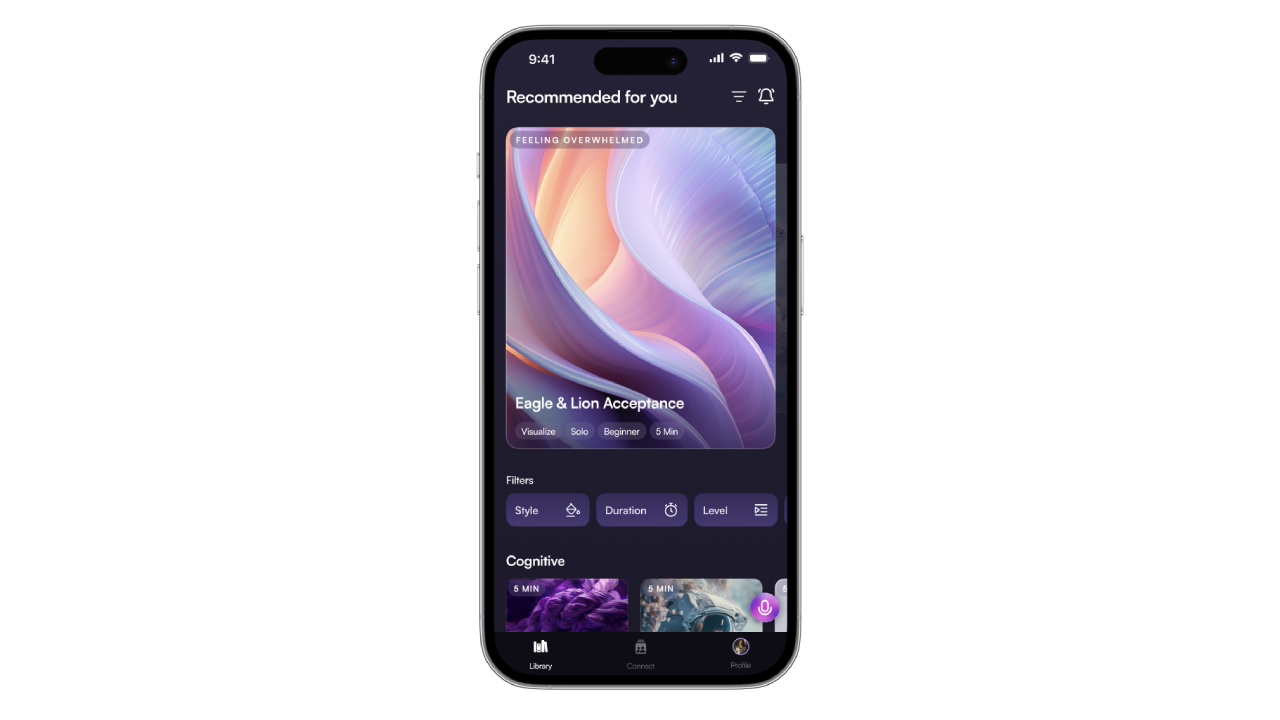 9:41
Recommended for you
FEELING OVERWHELMED
Eagle & Lion Acceptance
Visualize Solo Beginner 5 Min
Filters
Style Duration Level
Cognitive
5 MIN 5 MIN
Library Connect Profile